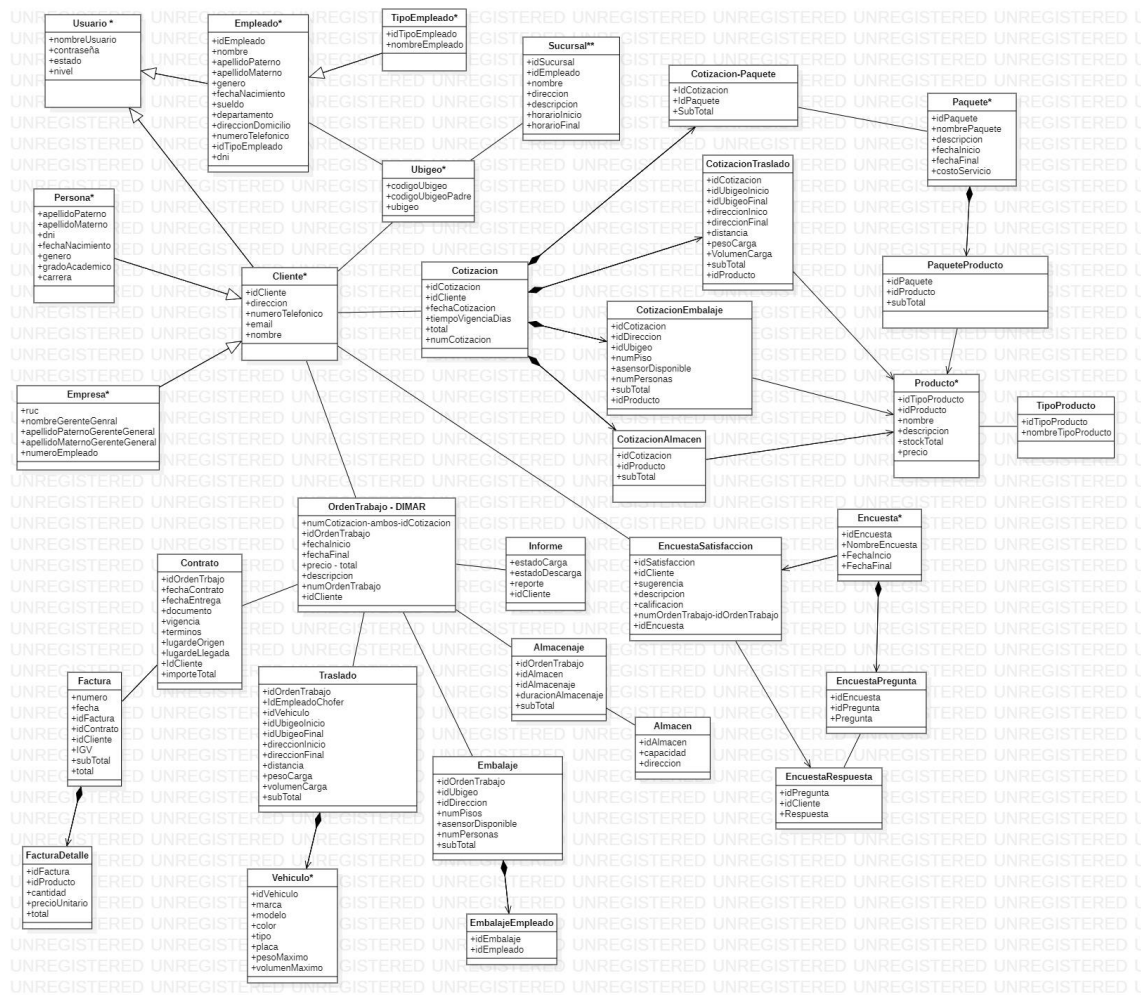 Usuario *
+nombreUsuario
+contraseña
+estado
+nivel
Empleado*
+idEmpleado
+nombre
+apellidoPaterno
+apellidoMaterno
+genero
+fechaNacimiento
+sueldo
+departamento
+direccionDomicilio
+numeroTelefonico
+idTipoEmpleado
+dni
TipoEmpleado*
+idTipoEmpleado
+nombreEmpleado
Sucursal**
+idSucursal
+idEmpleado
+nombre
+direccion
+descripcion
+horarioInicio
+horarioFinal
Cotizacion-Paquete
+IdCotizacion
+IdPaquete
+SubTotal
Paquete*
+idPaquete
+nombrePaquete
+descripcion
+fechaInicio
+fechaFinal
+costoServicio
Ubigeo*
+codigoUbigeo
+codigoUbigeoPadre
+ubigeo
CotizacionTraslado
+idCotizacion
+idUbigeoInicio
+idUbigeoFinal
+direccionInico
+direccionFinal
+distancia
+pesoCarga
+VolumenCarga
+subTotal
+idProducto
Persona*
+apellidoPaterno
+apellidoMaterno
+dni
+fechaNacimiento
+genero
+gradoAcademico
+carrera
Cliente*
+idCliente
+direccion
+numeroTelefonico
+email
+nombre
Cotizacion
+idCotizacion
+idCliente
+fechaCotizacion
+tiempoVigenciaDias
+total
+numCotizacion
PaqueteProducto
+idPaquete
+idProducto
+subTotal
CotizacionEmbalaje
+idCotizacion
+idDireccion
+idUbigeo
+numPiso
+asensorDisponible
+numPersonas
+subTotal
+idProducto
Empresa*
+ruc
+nombreGerenteGenral
+apellidoPaternoGerenteGeneral
+apellidoMaternoGerenteGeneral
+numeroEmpleado
Producto*
+idTipoProducto
+idProducto
+nombre
+descripcion
+stockTotal
+precio
TipoProducto
+idTipoProducto
+nombreTipoProducto
CotizacionAlmacen
+idCotizacion
+idProducto
+subTotal
OrdenTrabajo - DIMAR
+numCotizacion-ambos-idCotizacion
+idOrdenTrabajo
+fechaInicio
+fechaFinal
+precio - total
+descripcion
+numOrdenTrabajo
+idCliente
Informe
+estadoCarga
+estadoDescarga
+reporte
+idCliente
EncuestaSatisfaccion
+idSatisfaccion
+idCliente
+sugerencia
+descripcion
+calificacion
+numOrdenTrabajo-idOrdenTrabajo
+idEncuesta
Encuesta*
+idEncuesta
+NombreEncuesta
+FechaIncio
+FechaFinal
Contrato
+idOrdenTrbajo
+fechaContrato
+fechaEntrega
+documento
+vigencia
+terminos
+lugardeOrigen
+lugardeLlegada
+IdCliente
+importeTotal
Almacenaje
+idOrdenTrabajo
+idAlmacen
+idAlmacenaje
+duracionAlmacenaje
+subTotal
Factura
+numero
+fecha
+idFactura
+idContrato
+idCliente
+IGV
+subTotal
+total
Traslado
+idOrdenTrabajo
+IdEmpleadoChofer
+idVehiculo
+idUbigeoInicio
+idUbigeoFinal
+direccionInicio
+direccionFinal
+distancia
+pesoCarga
+volumenCarga
+subTotal
EncuestaPregunta
+idEncuesta
+idPregunta
+Pregunta
Almacen
+idAlmacen
+capacidad
+direccion
Embalaje
+idOrdenTrabajo
+idUbigeo
+idDireccion
+numPisos
+asensorDisponible
+numPersonas
+subTotal
EncuestaRespuesta
+idPregunta
+idCliente
+Respuesta
FacturaDetalle
+idFactura
+idProducto
+cantidad
+precioUnitario
+total
Vehiculo*
+idVehiculo
+marca
+modelo
+color
+tipo
+placa
+pesoMaximo
+volumenMaximo
EmbalajeEmpleado
+idEmbalaje
+idEmpleado
UNREGISTERED